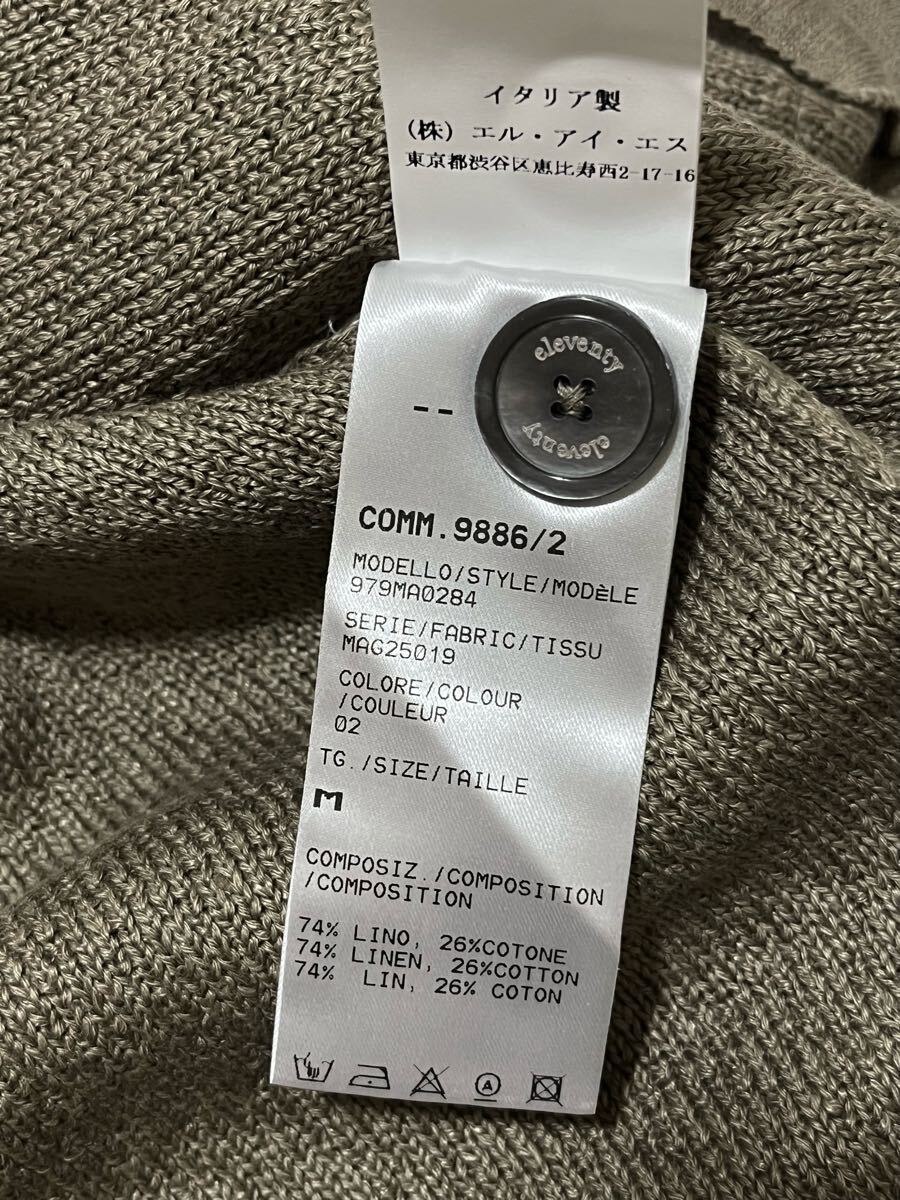 イタリア製
(株) エル・アイ・エス
東京都渋谷区恵比寿西2-17-16
eleventy
eleventy
--
COMM.9886/2
MODELLO/STYLE/MODèLE
979MA0284
SERIE/FABRIC/TISSU
MAG25019
COLORE/COLOUR
/COULEUR
02
TG./SIZE/TAILLE
M
COMPOSIZ./COMPOSITION
/COMPOSITION
74% LINO, 26%COTONE
74% LINEN, 26%COTTON
74% LIN, 26% COTON
A